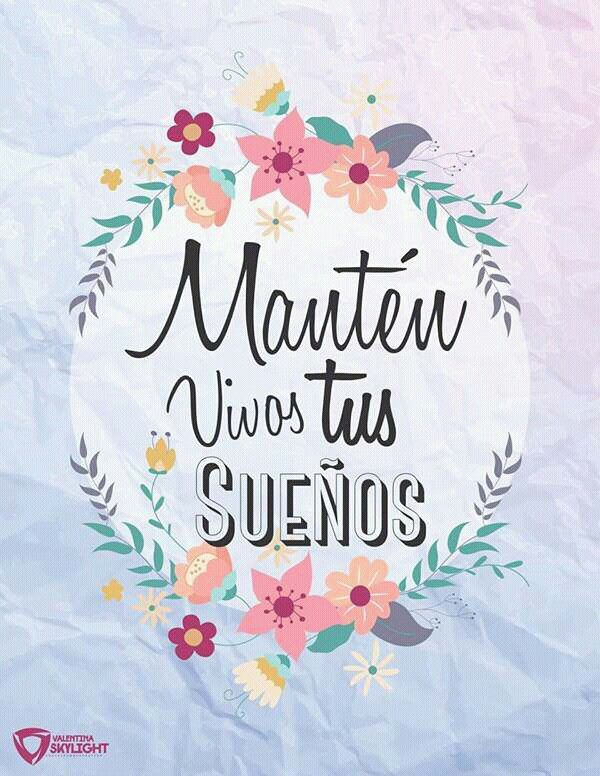 Mantén
Vivos tus
SUEÑOS
VALENTINA
SKYLIGHT